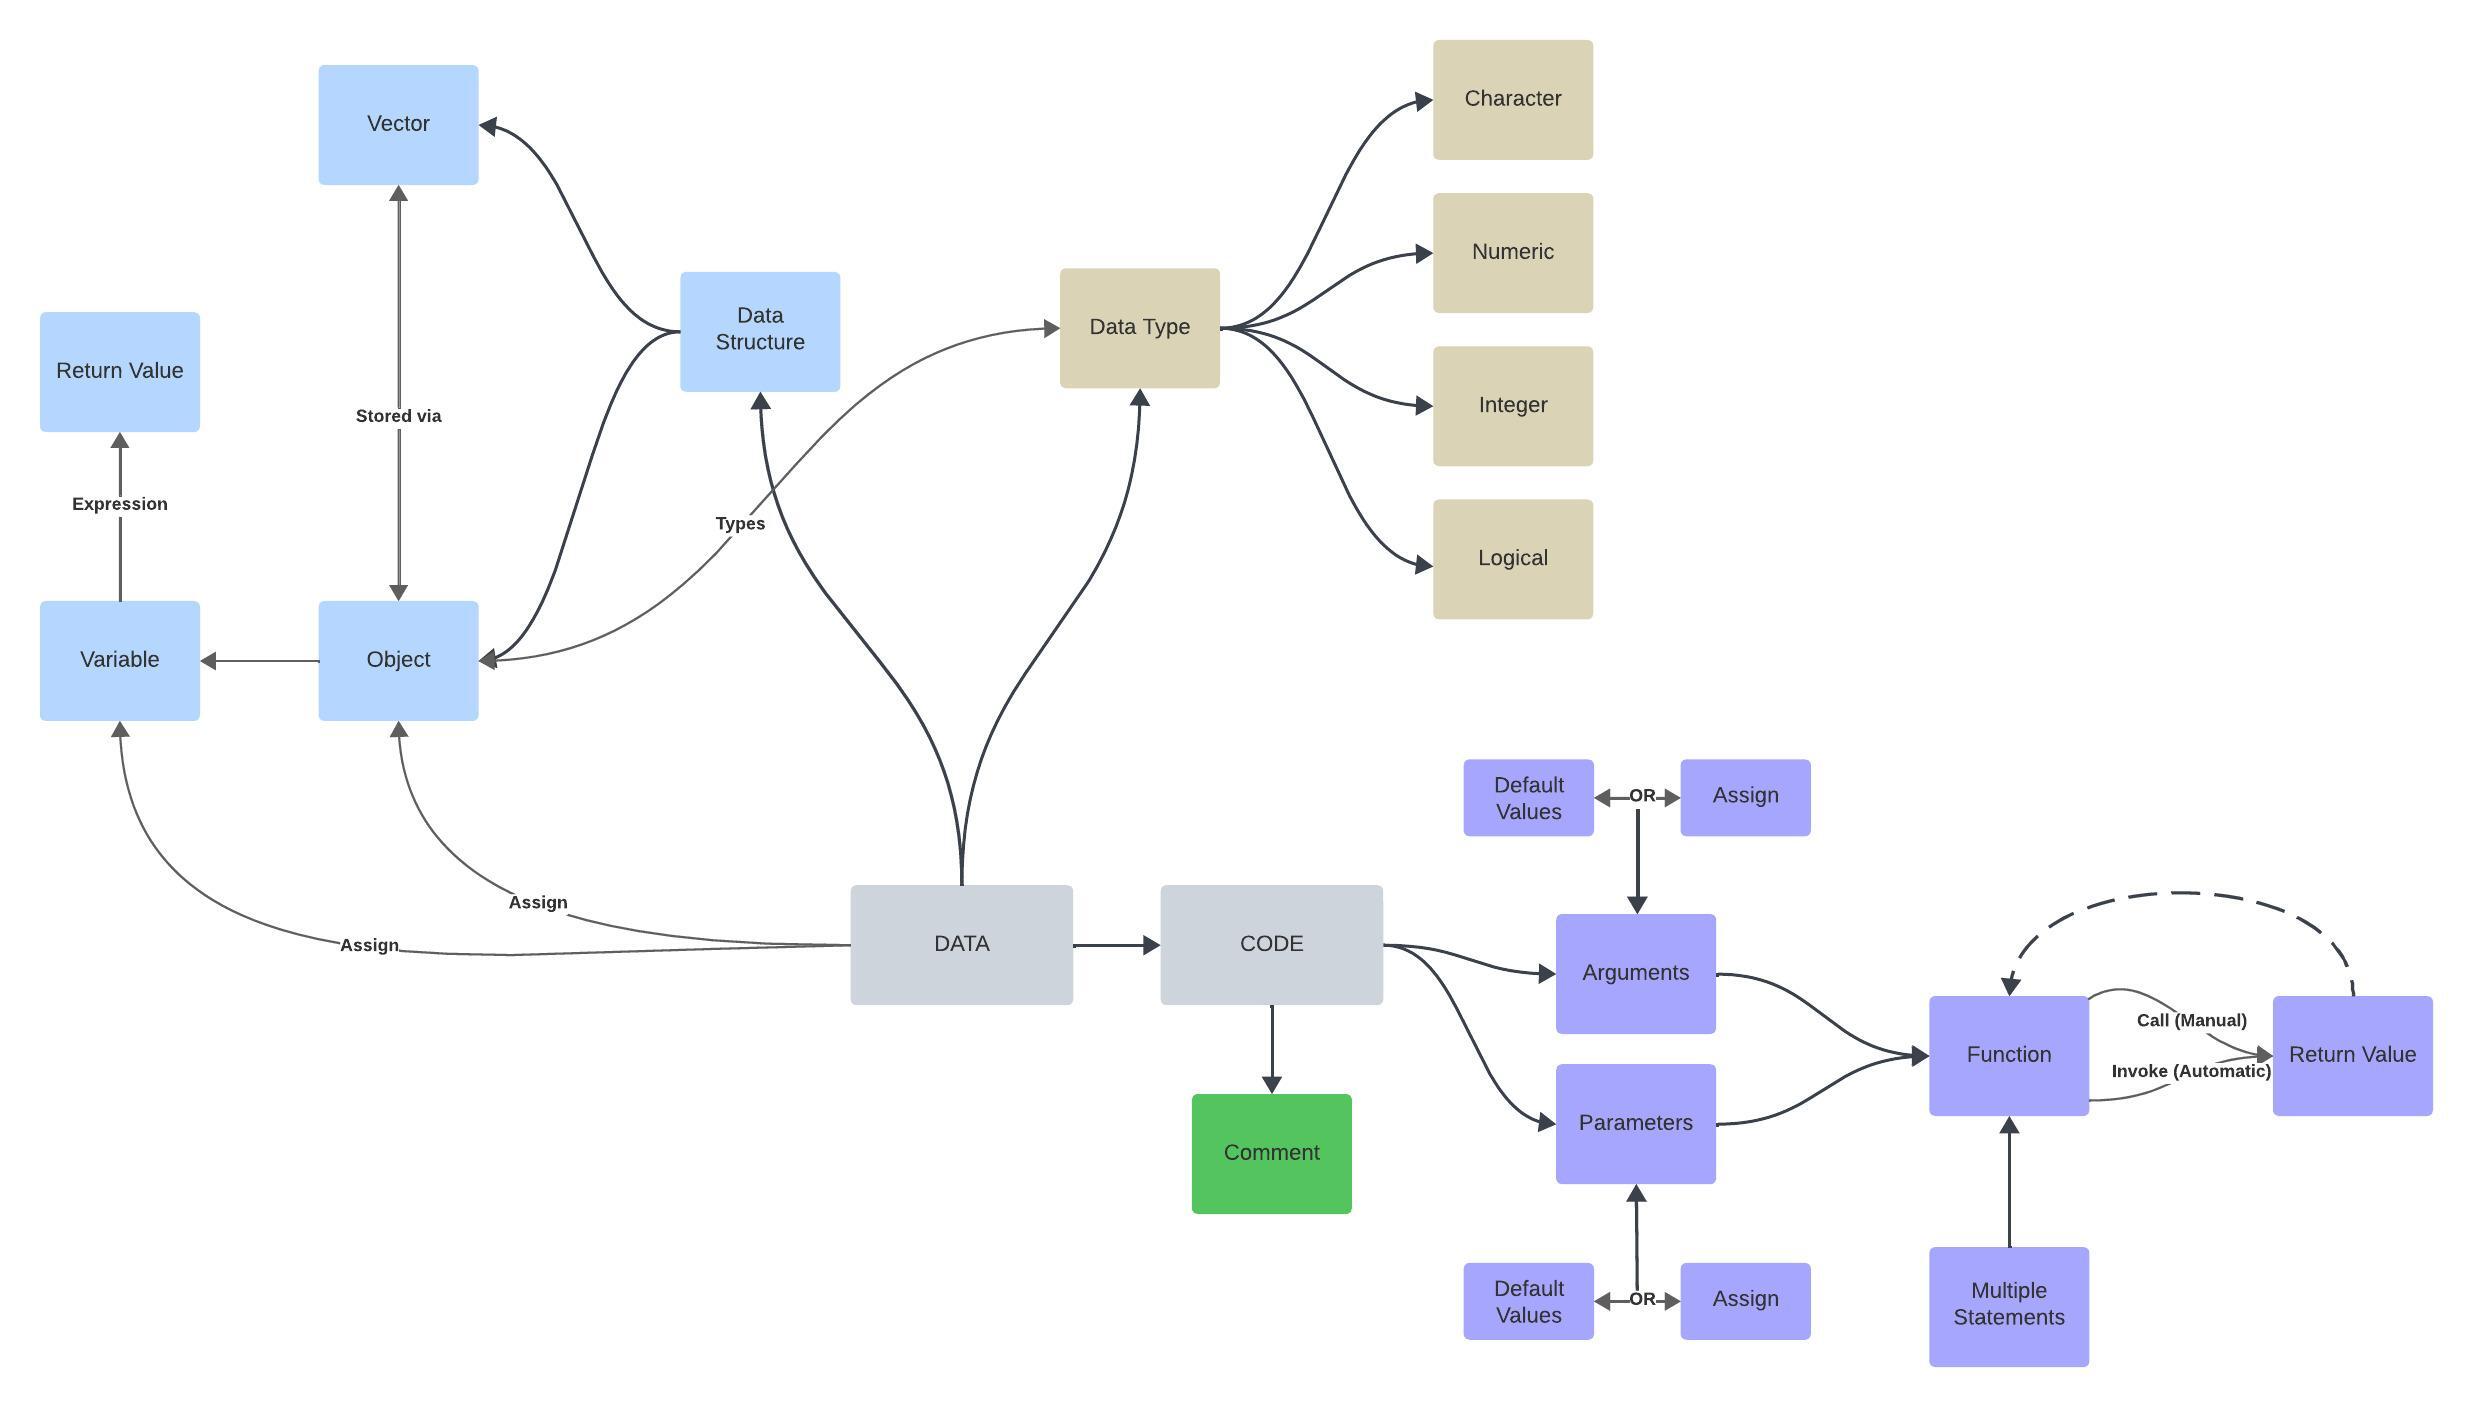 Character
Vector
Numeric
Data
Structure
Data Type
Return Value
Integer
Stored via
Expression
Types
Logical
Variable
Object
Default
Values
OR
Assign
Assign
Assign
DATA
CODE
Arguments
Call (Manual)
Function
Return Value
Invoke (Automatic)
Parameters
Comment
Default
Values
OR
Assign
Multiple
Statements